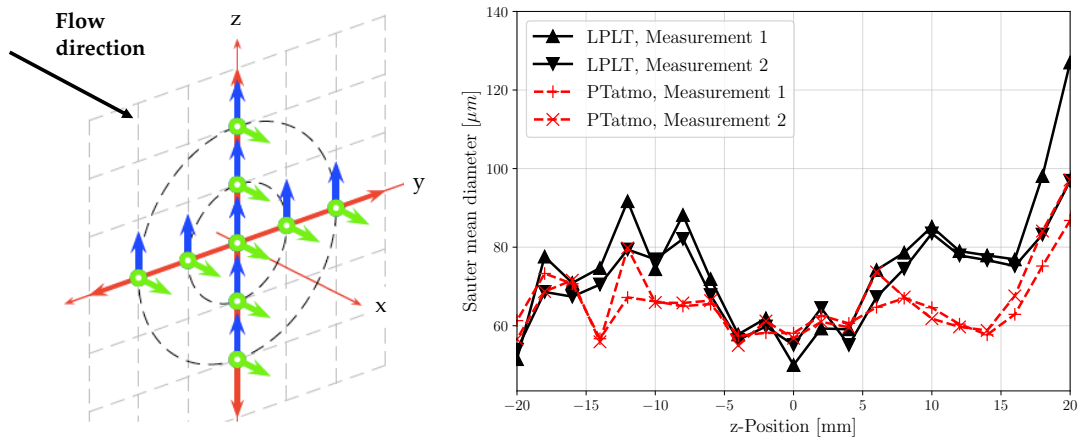 Flow
direction
z
y
x
140
120
100
80
60
Sauter mean diameter [μm]
LPLT, Measurement 1
LPLT, Measurement 2
PTatmo, Measurement 1
PTatmo, Measurement 2
−20 −15 −10 −5 0 5 10 15 20
z-Position [mm]